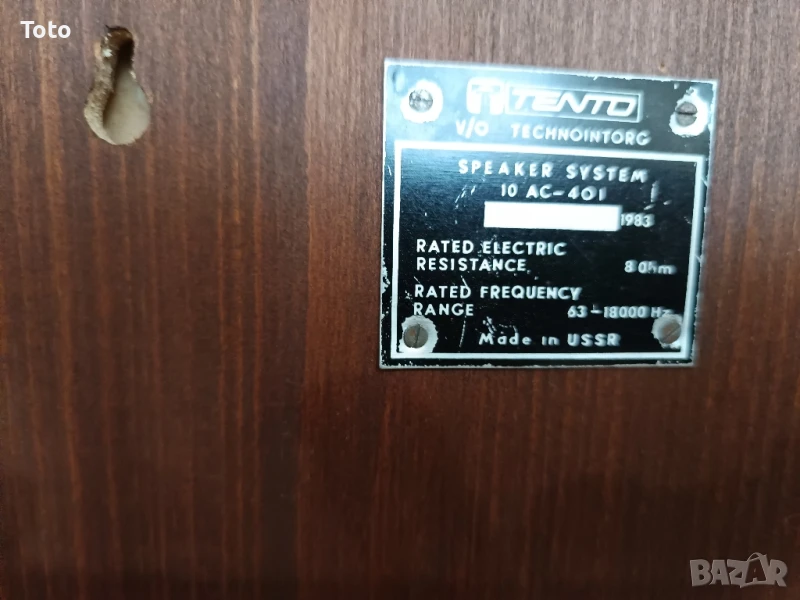 Toto
TENTO
V/O TECHNOINTORG
SPEAKER SYSTEM
10 AC-401
1983
RATED ELECTRIC
RESISTANCE 8 Ohm
RATED FREQUENCY
RANGE 63-18000 Hz
Made in USSR
BAZAR